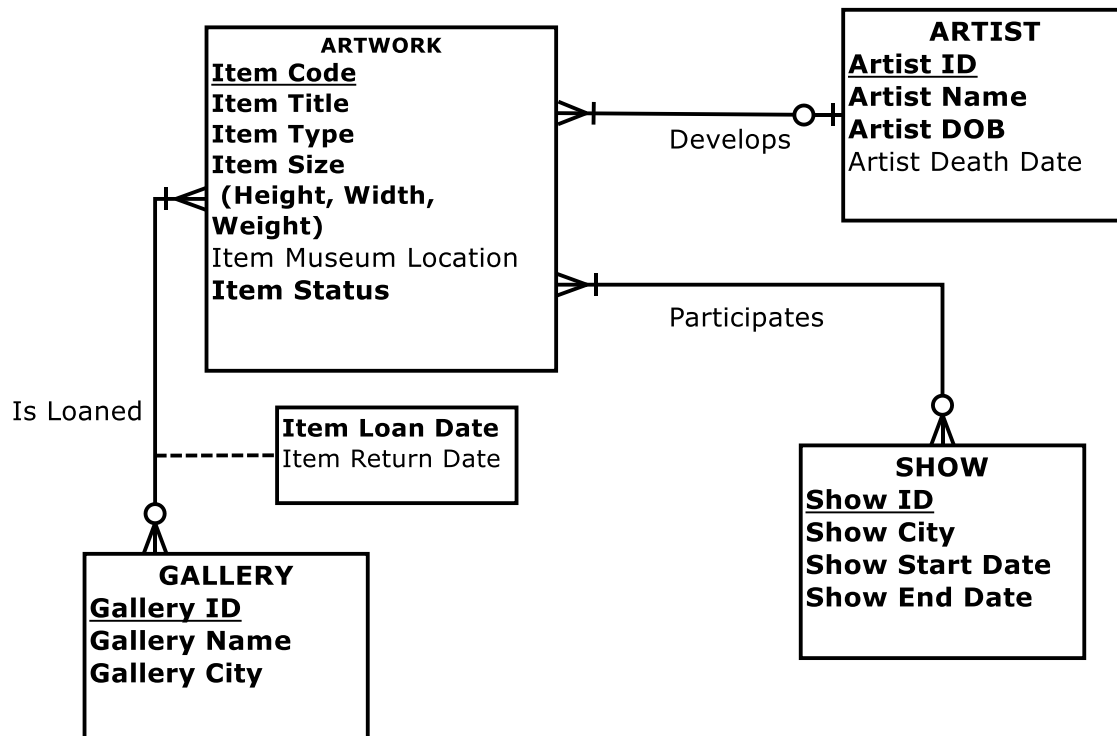 ARTWORK
Item Code
Item Title
Item Type
Item Size
(Height, Width,
Weight)
Item Museum Location
Item Status
ARTIST
Artist ID
Artist Name
Artist DOB
Artist Death Date
Develops
Participates
Is Loaned
Item Loan Date
Item Return Date
GALLERY
Gallery ID
Gallery Name
Gallery City
SHOW
Show ID
Show City
Show Start Date
Show End Date